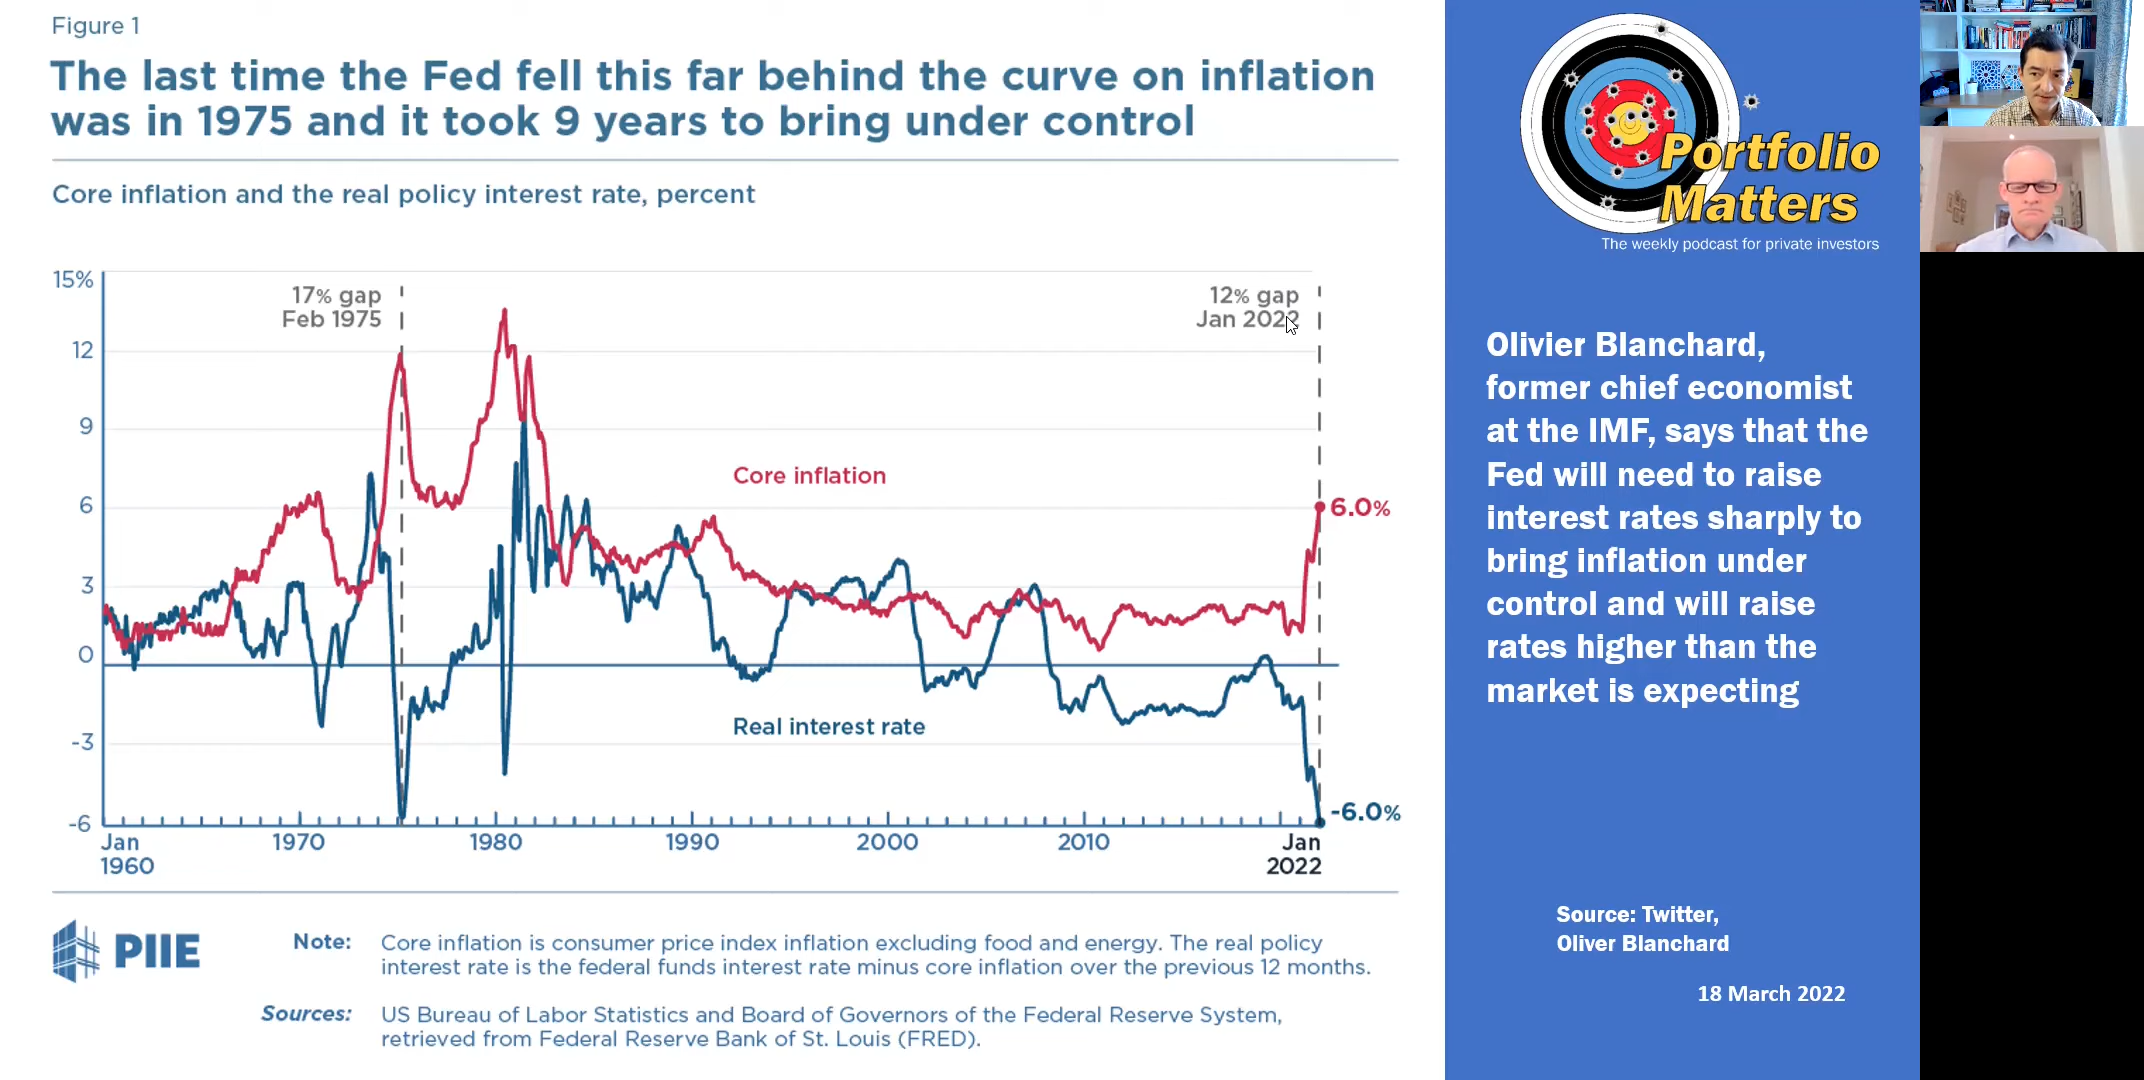 Figure 1
The last time the Fed fell this far behind the curve on inflation
was in 1975 and it took 9 years to bring under control
Core inflation and the real policy interest rate, percent
15%
12
9
6
3
0
-3
-6
17% gap
Feb 1975
12% gap
Jan 2022
Core inflation
Real interest rate
6.0%
-6.0%
Jan
1960
1970
1980
1990
2000
2010
Jan
2022
PIIE
Note: Core inflation is consumer price index inflation excluding food and energy. The real policy
interest rate is the federal funds interest rate minus core inflation over the previous 12 months.
Sources: US Bureau of Labor Statistics and Board of Governors of the Federal Reserve System,
retrieved from Federal Reserve Bank of St. Louis (FRED).
Portfolio
Matters
The weekly podcast for private investors
Olivier Blanchard,
former chief economist
at the IMF, says that the
Fed will need to raise
interest rates sharply to
bring inflation under
control and will raise
rates higher than the
market is expecting
Source: Twitter,
Oliver Blanchard
18 March 2022